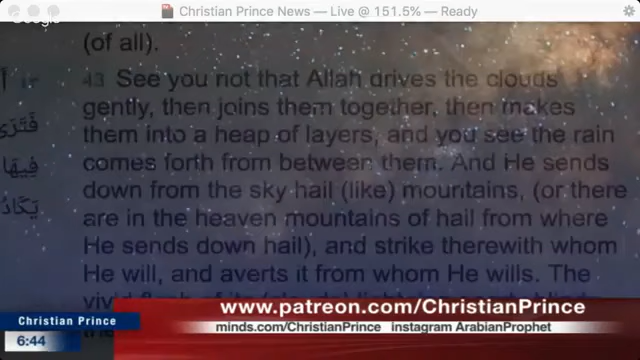 Christian Prince News — Live @ 151.5% — Ready
Google
(of all).
43 See you not that Allah drives the clouds
gently, then joins them together, then makes
them into a heap of layers, and you see the rain
comes forth from between them. And He sends
down from the sky hail (like) mountains, (or there
are in the heaven mountains of hail from where
He sends down hail), and strike therewith whom
He will, and averts it from whom He wills. The
فَتَرَى
فِيهَا
يَكَادُ
www.patreon.com/ChristianPrince
minds.com/ChristianPrince instagram ArabianProphet
Christian Prince
6:44